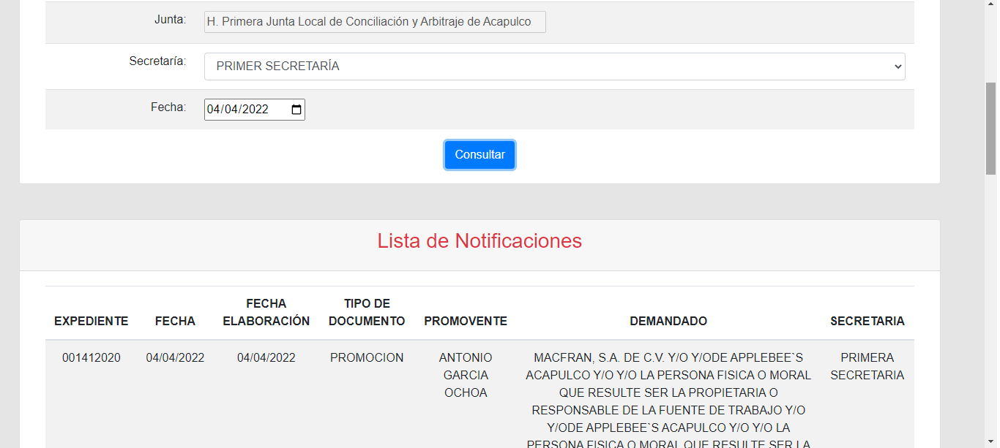 Junta:
H. Primera Junta Local de Conciliación y Arbitraje de Acapulco
Secretaría:
PRIMER SECRETARÍA
Fecha:
04/04/2022
Consultar
Lista de Notificaciones
EXPEDIENTE FECHA FECHA ELABORACIÓN TIPO DE DOCUMENTO PROMOVENTE DEMANDADO SECRETARIA
001412020 04/04/2022 04/04/2022 PROMOCION ANTONIO MACFRAN, S.A. DE C.V. Y/O Y/ODE APPLEBEE`S PRIMERA
GARCIA ACAPULCO Y/O Y/O LA PERSONA FISICA O MORAL SECRETARIA
OCHOA QUE RESULTE SER LA PROPIETARIA O
RESPONSABLE DE LA FUENTE DE TRABAJO Y/O
Y/ODE APPLEBEE`S ACAPULCO Y/O Y/O LA
PERSONA FISICA O MORAL QUE RESULTE SER LA